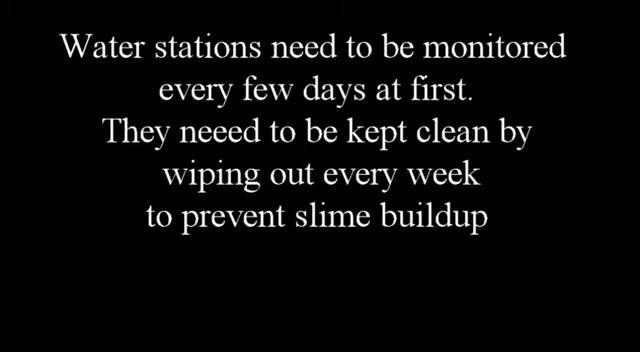 Water stations need to be monitored
every few days at first.
They neeed to be kept clean by
wiping out every week
to prevent slime buildup